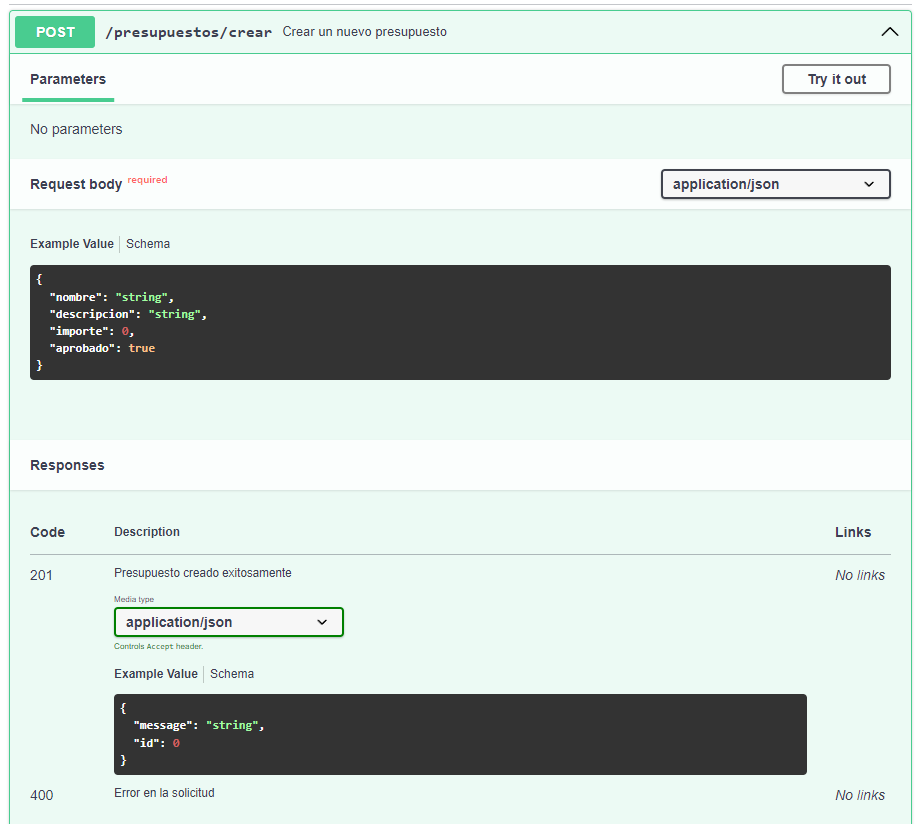 POST /presupuestos/crear Crear un nuevo presupuesto
Parameters Try it out
No parameters
Request body required application/json
Example Value Schema
{
"nombre": "string",
"descripcion": "string",
"importe": 0,
"aprobado": true
}
Responses
Code Description Links
201 Presupuesto creado exitosamente No links
Media type
application/json
Controls Accept header.
Example Value Schema
{
"message": "string",
"id": 0
}
400 Error en la solicitud No links